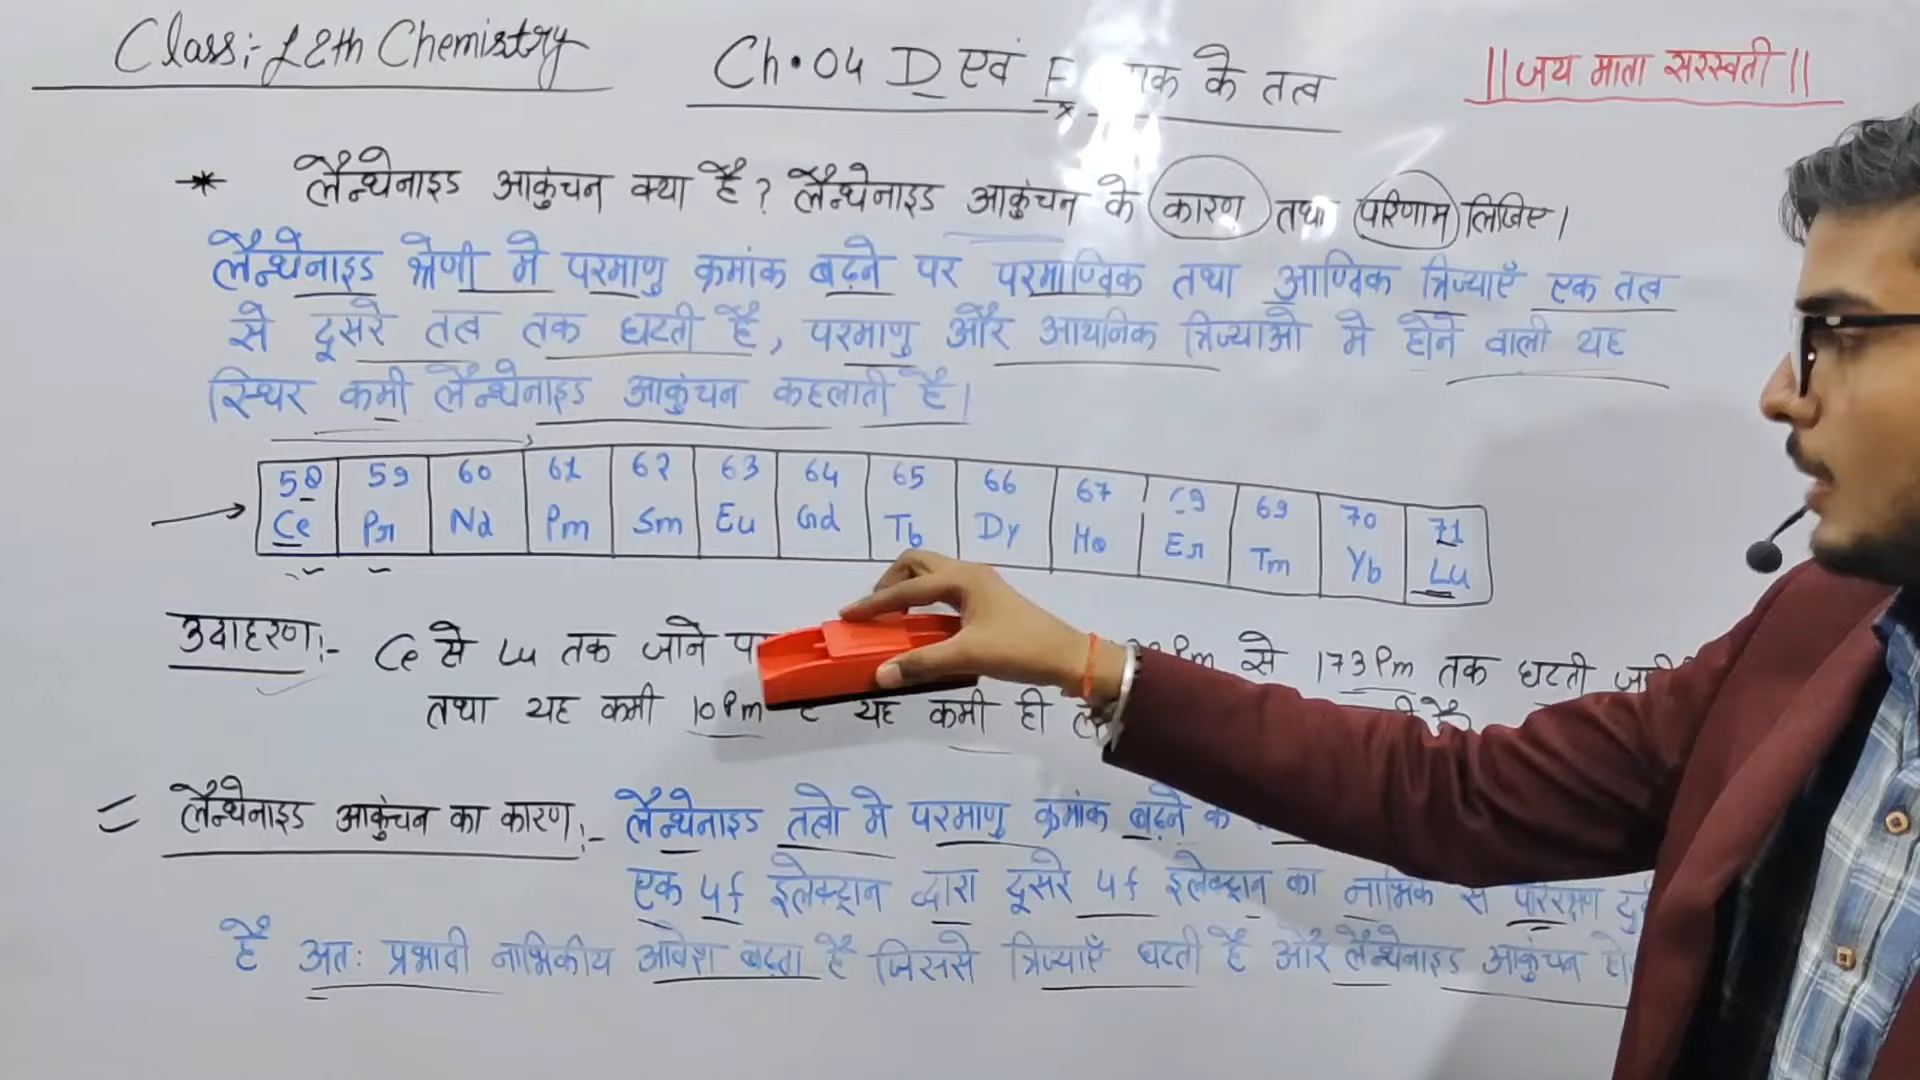 Class:- 12th Chemistry
Ch.04 D एवं F के तत्व
||जय माता सरस्वती||
* लैन्थेनाइड आकुंचन क्या है? लैन्थेनाइड आकुंचन के कारण तथा परिणाम लिखिए।
लैन्थेनाइड श्रेणी मे परमाणु क्रमांक बढ़ने पर परमाण्विक तथा आण्विक त्रिज्याएँ एक तत्व
से दूसरे तत्व तक घटती है, परमाणु और आयनिक त्रिज्याओ मे होने वाली यह
स्थिर कमी लैन्थेनाइड आकुंचन कहलाती है।
58 59 60 61 62 63 64 65 66 67 69 70 71
Ce Pr Nd Pm Sm Eu Gd Tb Dy Ho Er Tm Yb Lu
उदाहरण:- Ce से Lu तक जाने Pm से 173Pm तक घटती
तथा यह कमी 10Pm यह कमी ही
= लैन्थेनाइड आकुंचन का कारण:- लैन्थेनाइड तत्वो मे परमाणु क्रमांक बढ़ने
एक 4f इलेक्ट्रान द्वारा दूसरे 4f इलेक्ट्रान का नाभिक से परिरक्षण
है अतः प्रभावी नाभिकीय आवेश बढ़ता है जिससे त्रिज्याएँ घटती है और लैन्थेनाइड आकुंचन